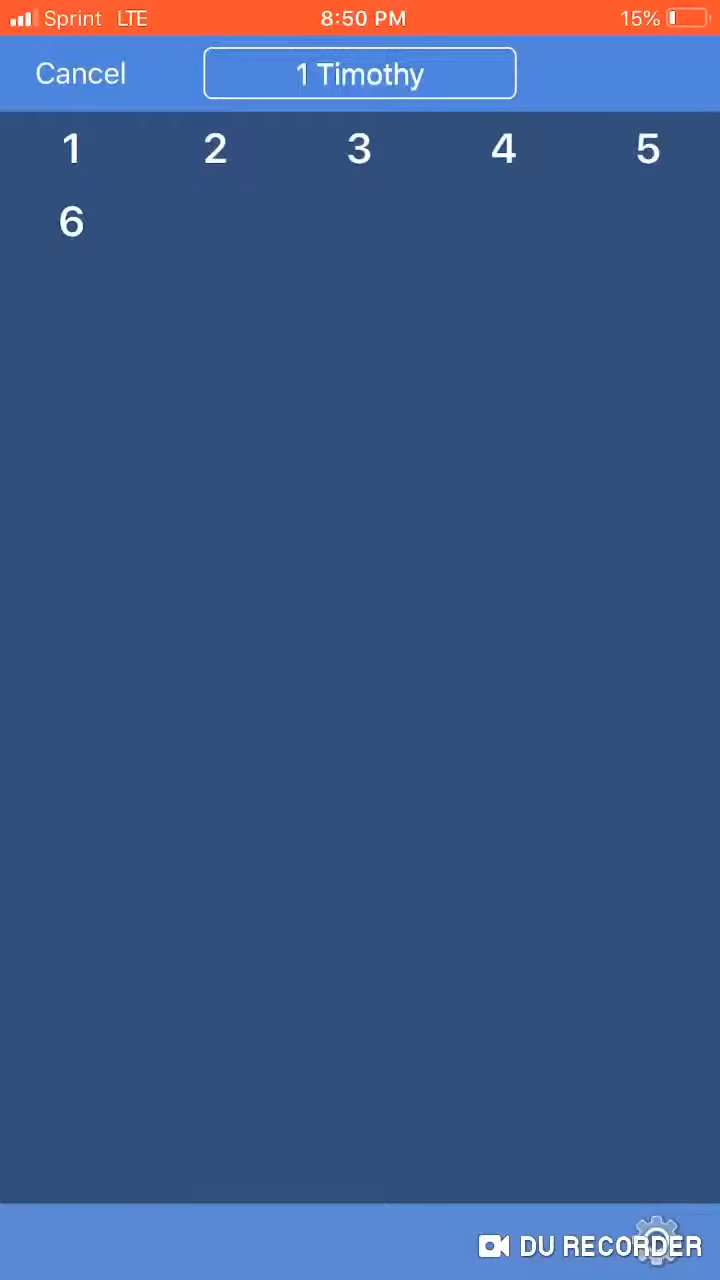 Sprint LTE 8:50 PM 15%
Cancel 1 Timothy
1 2 3 4 5
6
DU RECORDER